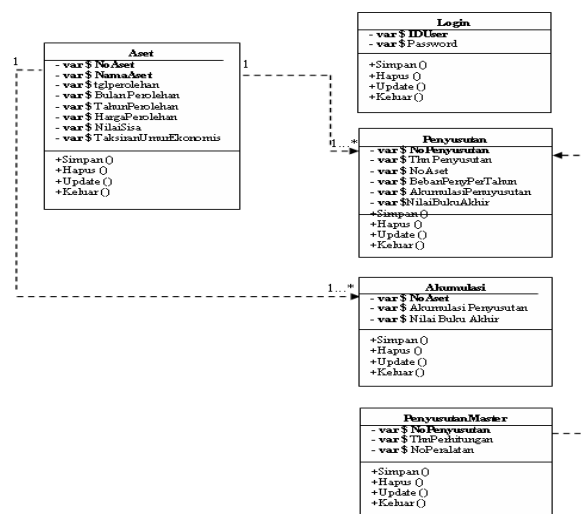 Login
- var $ IDUser
- var $ Password
+Simpan ()
+Hapus ()
+Update ()
+Keluar ()
1
Aset
- var $ NoAset
- var $ NamaAset
- var $ tglperolehan
- var $ BulanPerolehan
- var $ TahunPerolehan
- var $ HargaPerolehan
- var $ NilaiSisa
- var $ TaksiranUmurEkonomis
+Simpan ()
+Hapus ()
+Update ()
+Keluar ()
1
1...*
Penyusutan
- var $ NoPenyusutan
- var $ Thn Penyusutan
- var $ NoAset
- var $ BebanPenyPerTahun
- var $ AkumulasiPenuyusutan
- var $NilaiBukuAkhir
+Simpan ()
+Hapus ()
+Update ()
+Keluar ()
1...*
Akumulasi
- var $ NoAset
- var $ Akumulasi Penyusutan
- var $ Nilai Buku Akhir
+Simpan ()
+Hapus ()
+Update ()
+Keluar ()
PenyusutanMaster
- var $ NoPenyusutan
- var $ ThnPerhitungan
- var $ NoPeralatan
+Simpan ()
+Hapus ()
+Update ()
+Keluar ()